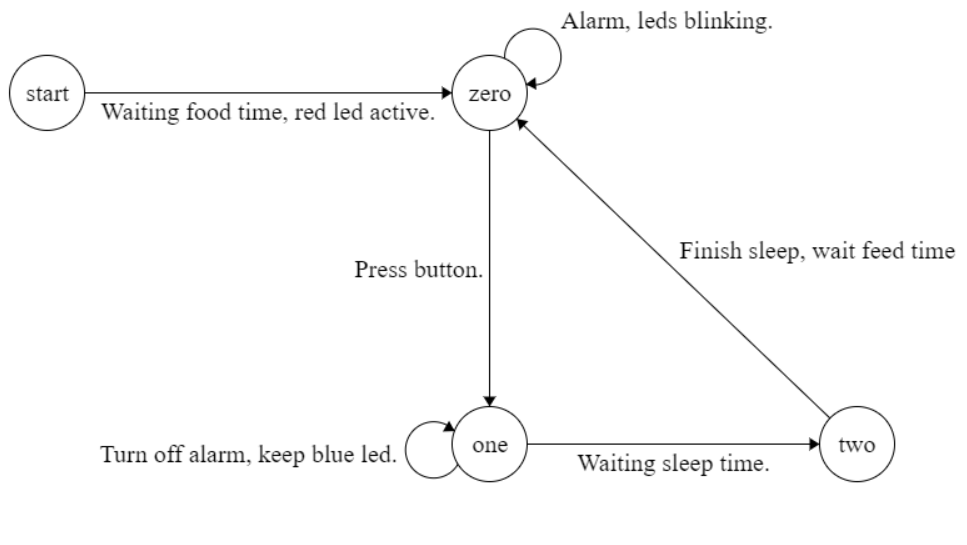 Alarm, leds blinking.
start
zero
Waiting food time, red led active.
Finish sleep, wait feed time
Press button.
Turn off alarm, keep blue led.
one
two
Waiting sleep time.